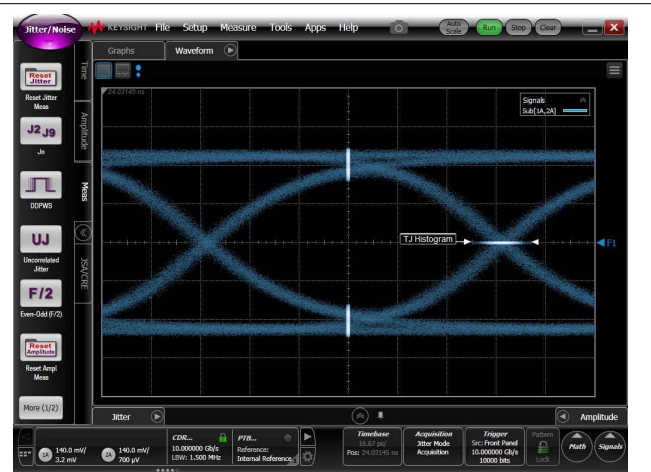 Jitter/Noise
KEYSIGHT
File Setup Measure Tools Apps Help
Auto Scale
Run
Stop
Clear
Graphs
Waveform
Time
Amplitude
Meas
JSA/CRE
Reset Jitter
Reset Jitter
Meas
J2 J9
Jn
DDPWS
UJ
Uncorrelated
Jitter
F/2
Even-Odd (F/2)
Reset Amplitude
Reset Ampl
Meas
More (1/2)
24.03145 ns
Signals
Sub[1A,2A]
TJ Histogram
F1
Jitter
Amplitude
1A
140.0 mV/
3.2 mV
2A
140.0 mV/
700 µV
CDR...
10.000000 Gb/s
LBW: 1.500 MHz
PTB...
Reference:
Internal Reference
Timebase
16.67 ps/
Pos: 24.03145 ns
Acquisition
Jitter Mode
Acquisition
Trigger
Src: Front Panel
10.000000 Gb/s
10000 bits
Pattern
Lock
Math
Signals